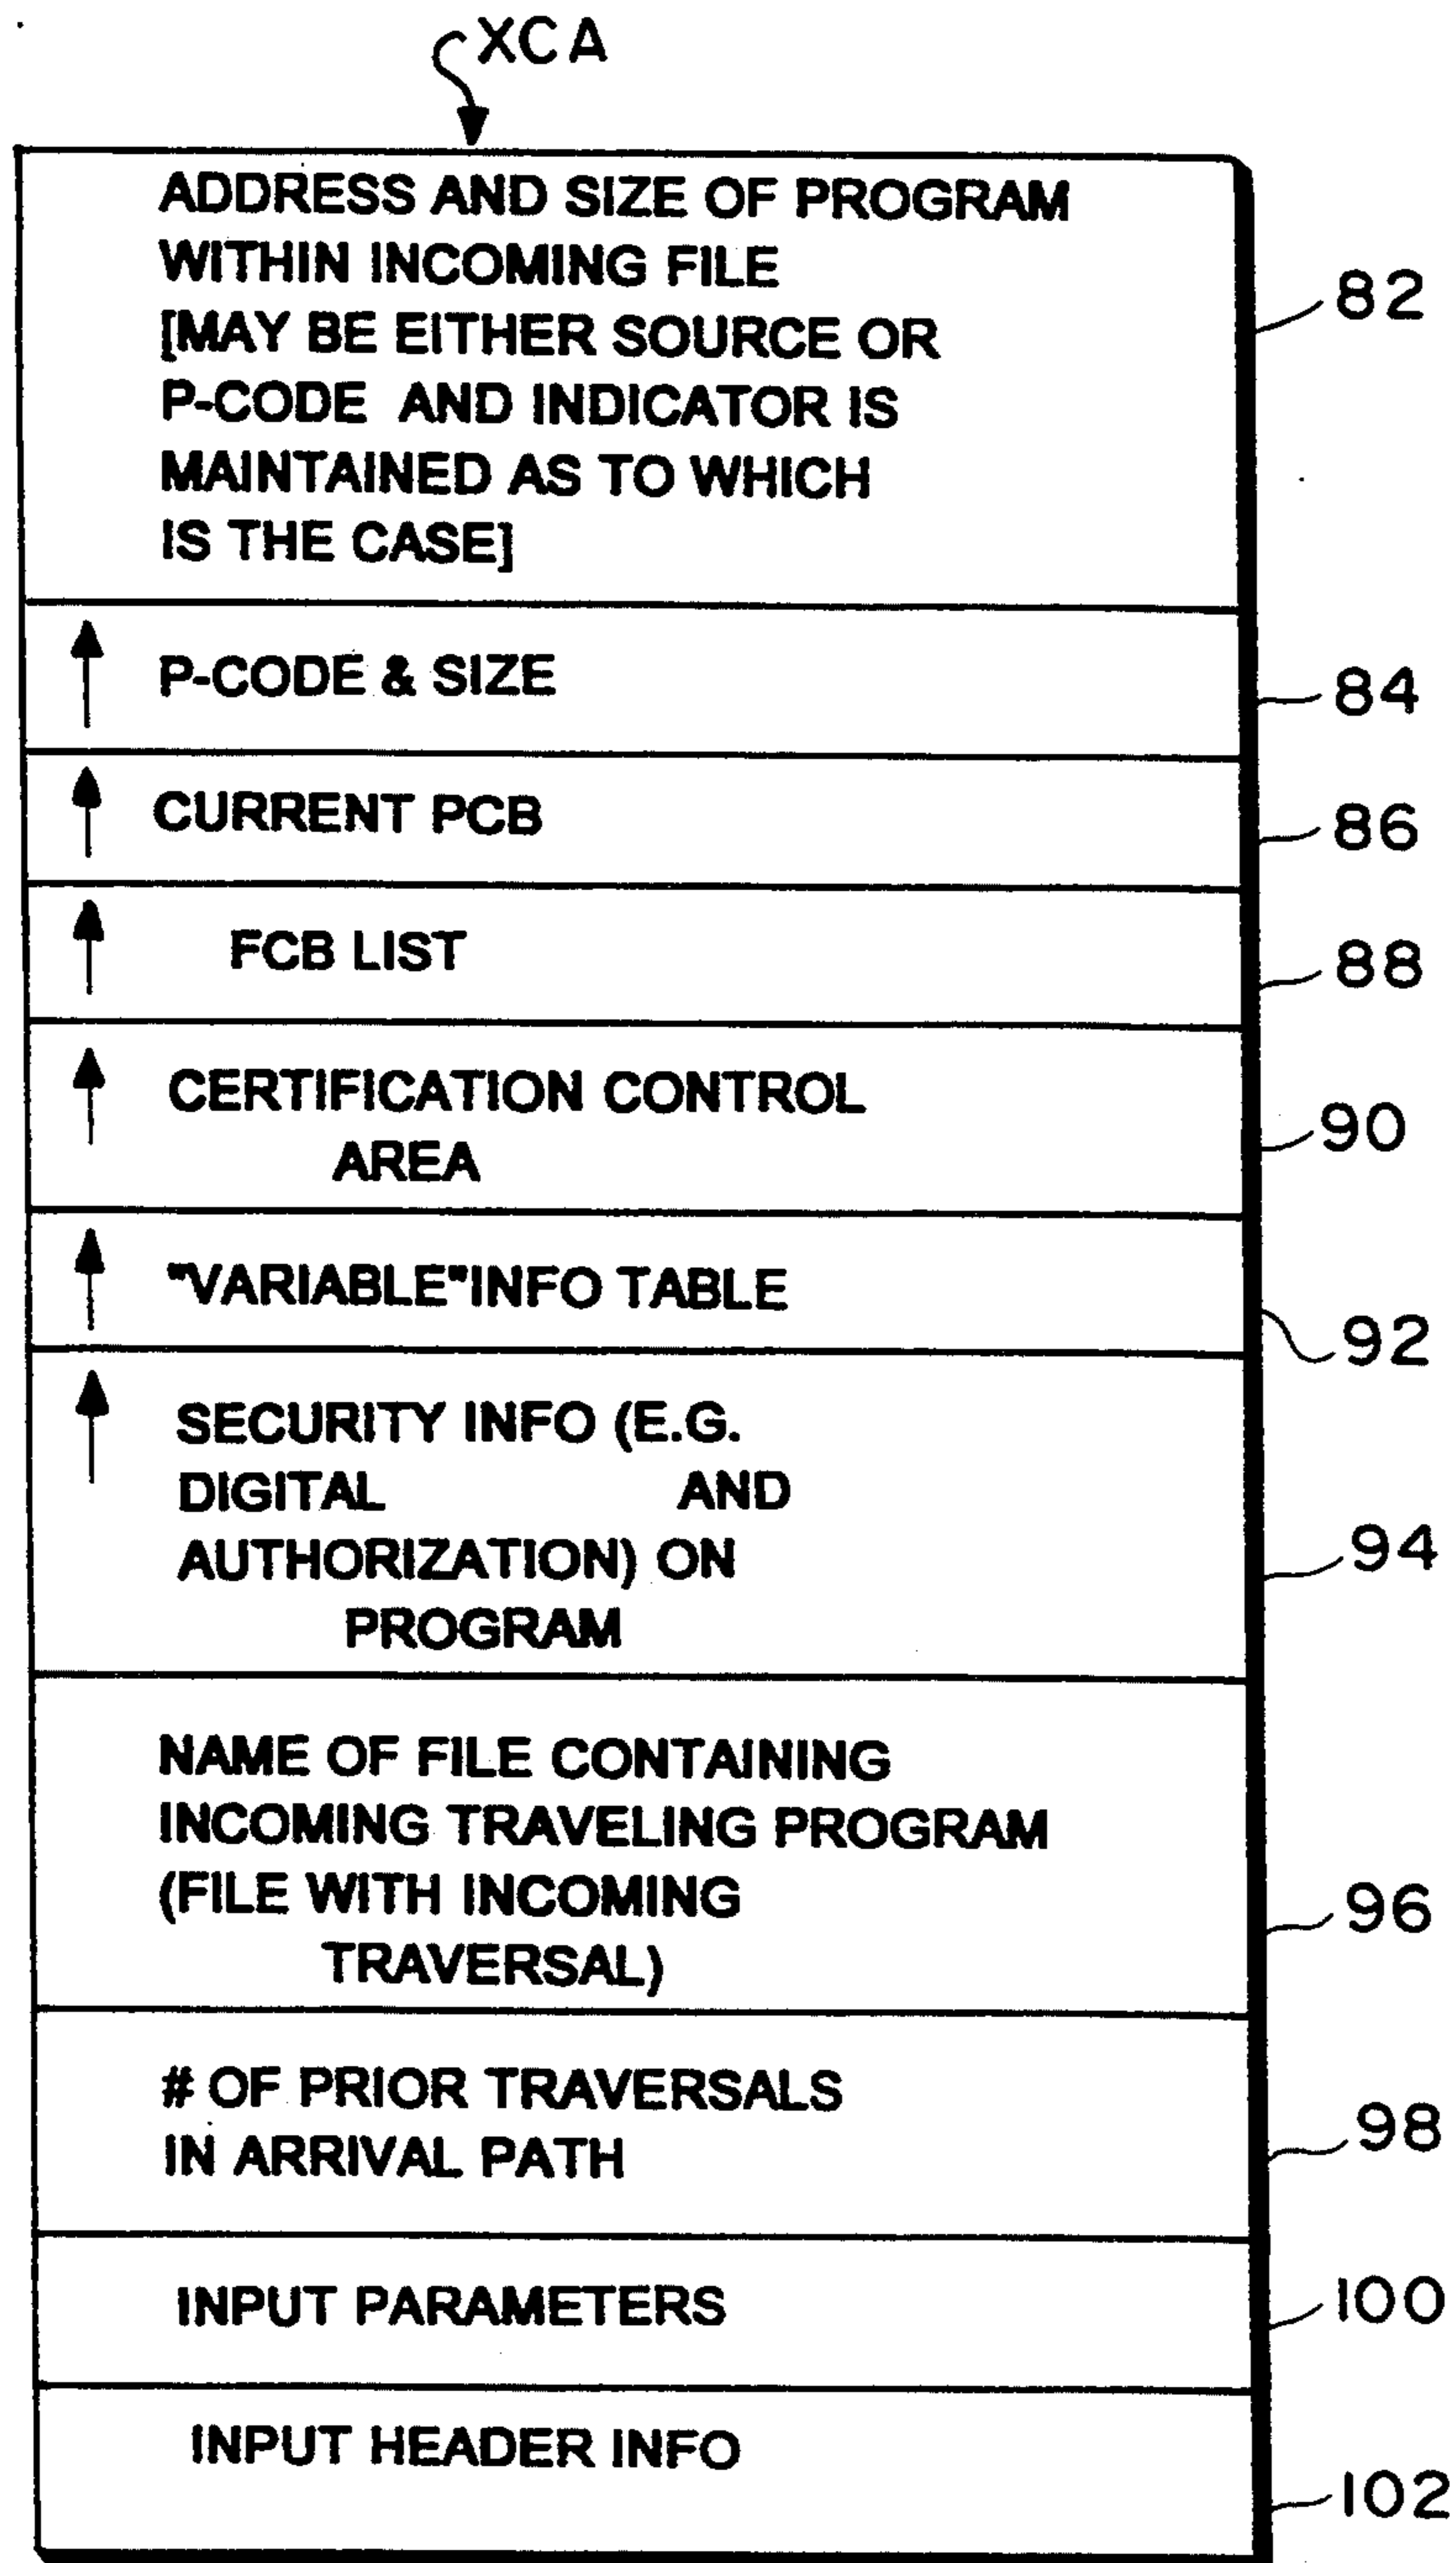 XCA
ADDRESS AND SIZE OF PROGRAM
WITHIN INCOMING FILE
[MAY BE EITHER SOURCE OR
P-CODE AND INDICATOR IS
MAINTAINED AS TO WHICH
IS THE CASE]
82
P-CODE & SIZE
84
CURRENT PCB
86
FCB LIST
88
CERTIFICATION CONTROL
AREA
90
"VARIABLE"INFO TABLE
92
SECURITY INFO (E.G.
DIGITAL AND
AUTHORIZATION) ON
PROGRAM
94
NAME OF FILE CONTAINING
INCOMING TRAVELING PROGRAM
(FILE WITH INCOMING
TRAVERSAL)
96
# OF PRIOR TRAVERSALS
IN ARRIVAL PATH
98
INPUT PARAMETERS
100
INPUT HEADER INFO
102